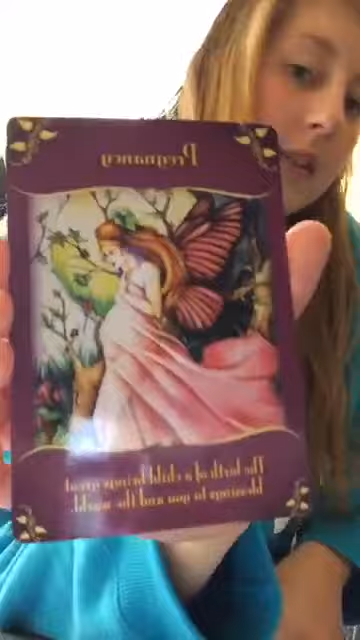 Pregnancy
The birth of a child brings great
blessings to you and the world.